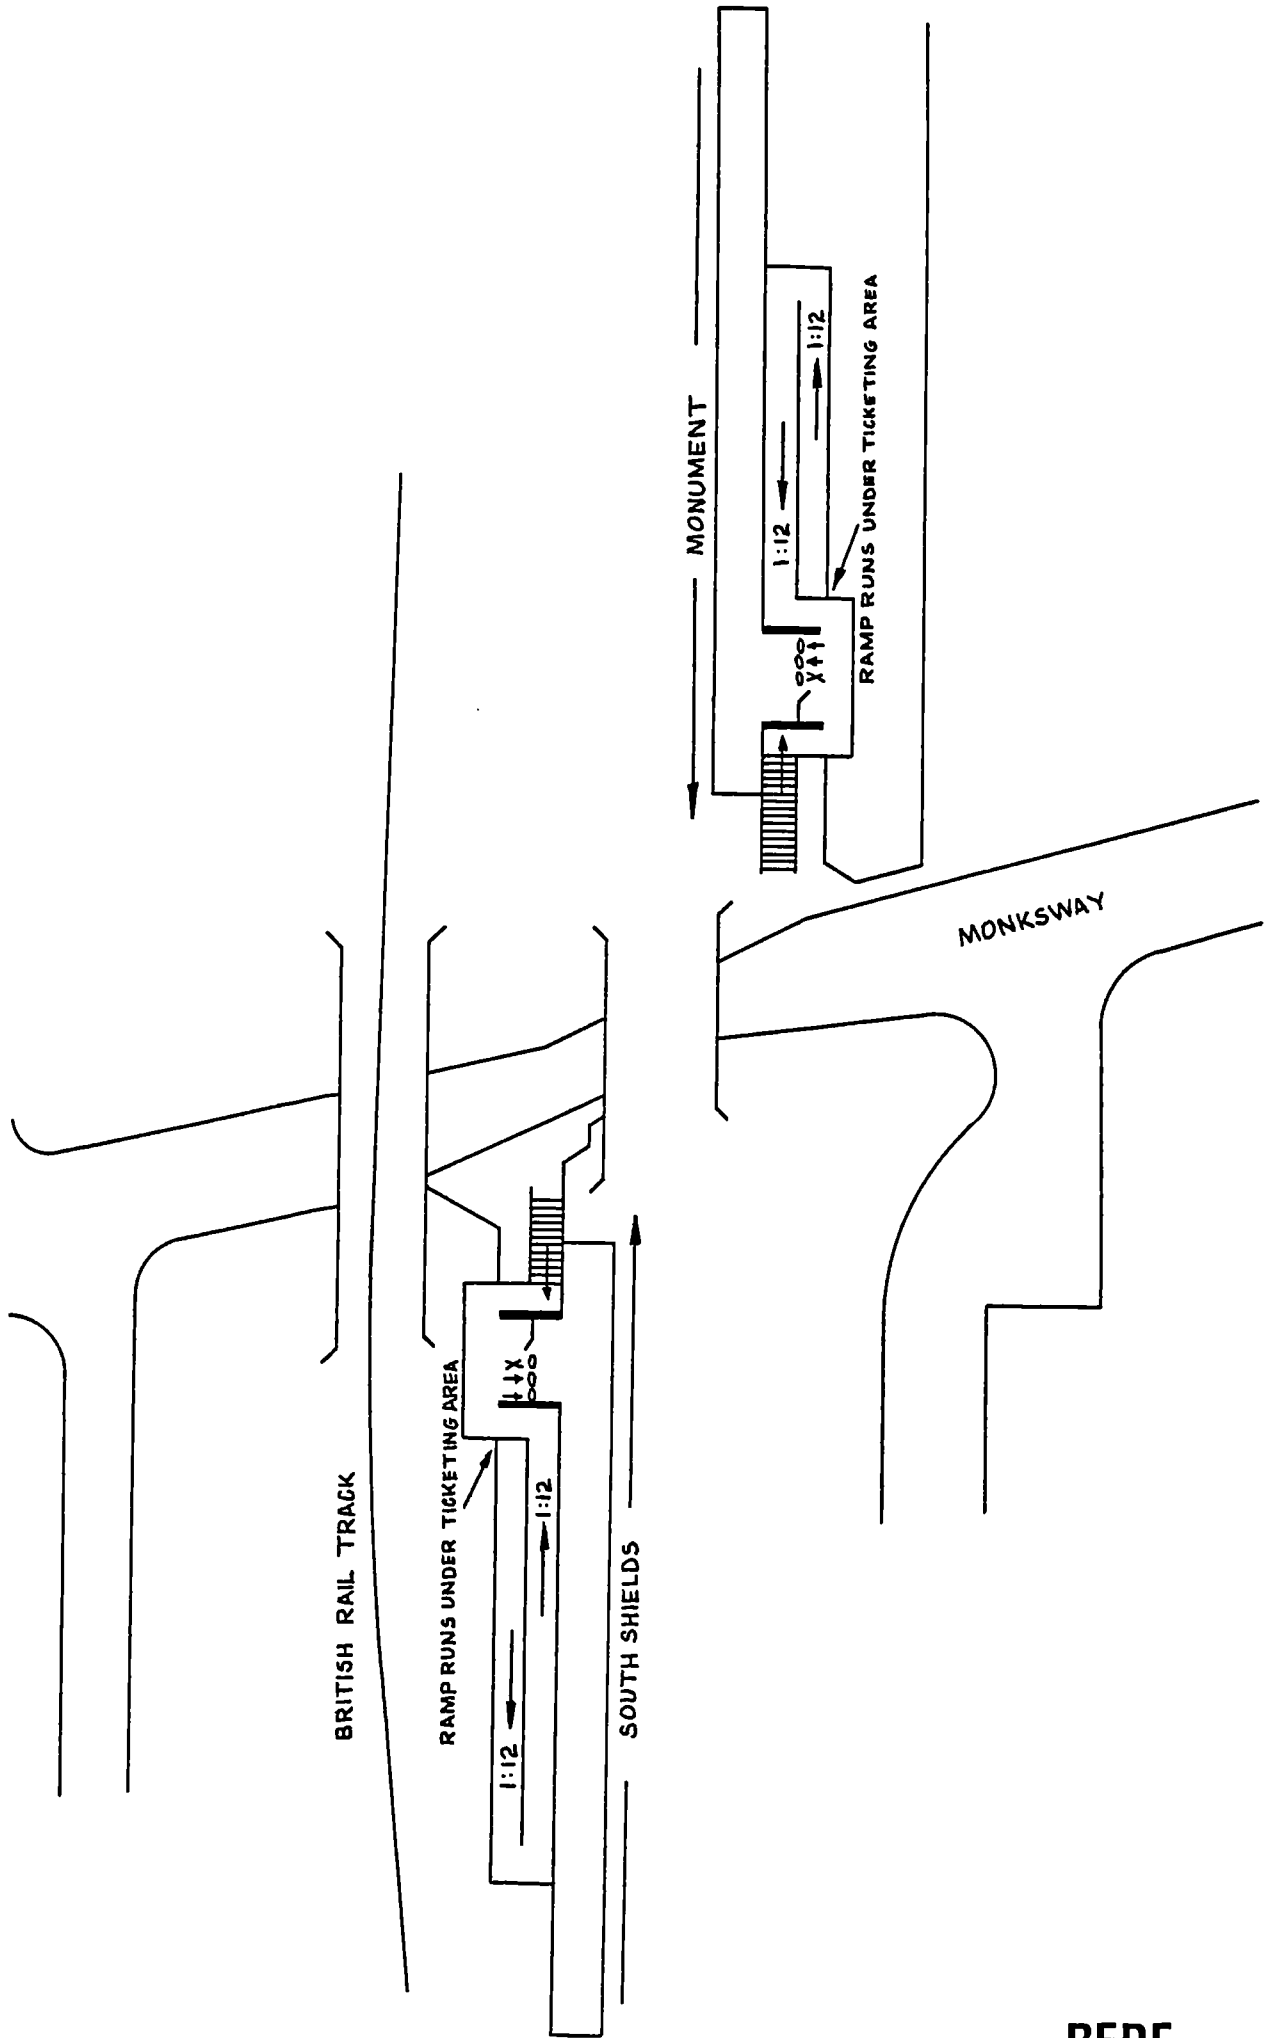 MONUMENT
1:12
1:12
RAMP RUNS UNDER TICKETING AREA
MONKSWAY
BRITISH RAIL TRACK
RAMP RUNS UNDER TICKETING AREA
1:12
1:12
SOUTH SHIELDS
BEDE